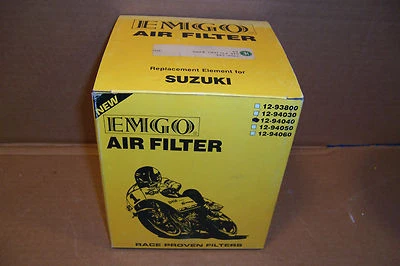 EMGO
AIR FILTER
Replacement Element for
SUZUKI
NEW
EMGO
AIR FILTER
12-93800
12-94030
12-94040
12-94050
12-94060
1
RACE PROVEN FILTERS